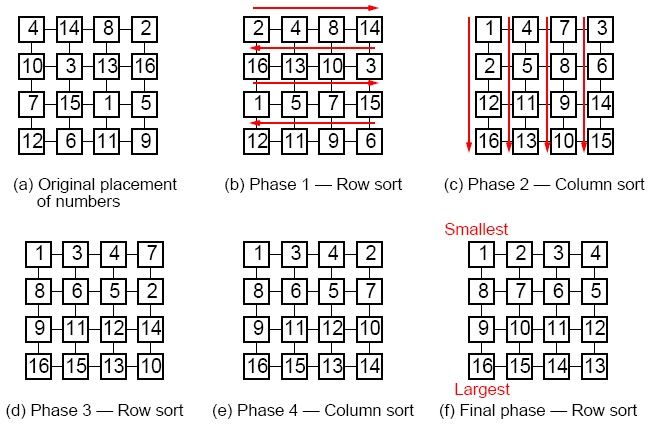 4 14 8 2
10 3 13 16
7 15 1 5
12 6 11 9
(a) Original placement
of numbers
2 4 8 14
16 13 10 3
1 5 7 15
12 11 9 6
(b) Phase 1 — Row sort
1 4 7 3
2 5 8 6
12 11 9 14
16 13 10 15
(c) Phase 2 — Column sort
1 3 4 7
8 6 5 2
9 11 12 14
16 15 13 10
(d) Phase 3 — Row sort
1 3 4 2
8 6 5 7
9 11 12 10
16 15 13 14
(e) Phase 4 — Column sort
Smallest
1 2 3 4
8 7 6 5
9 10 11 12
16 15 14 13
Largest
(f) Final phase — Row sort